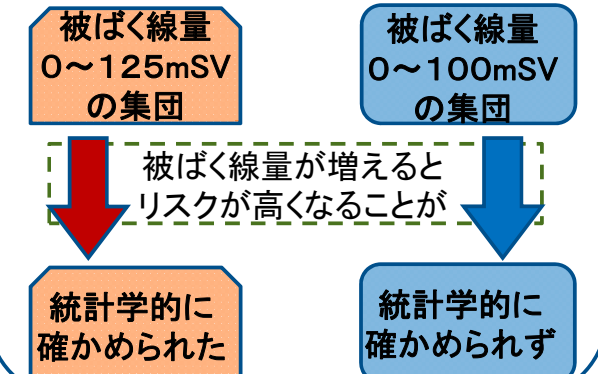 被ばく線量
０～１２５mSV
の集団
被ばく線量
０～１００mSV
の集団
被ばく線量が増えると
リスクが高くなることが
統計学的に
確かめられた
統計学的に
確かめられず